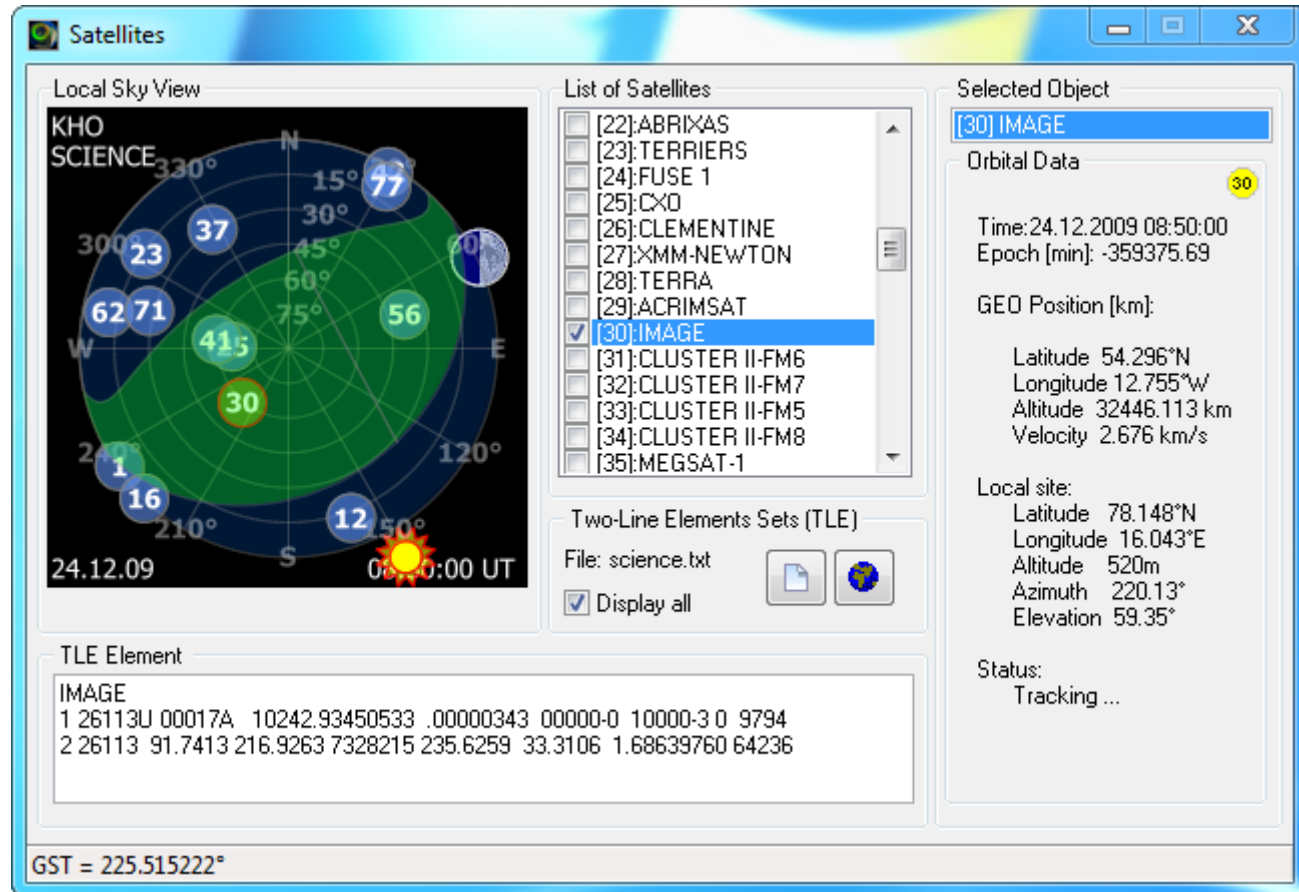 Satellites
Local Sky View
KHO
SCIENCE
N
330°
15°
77
30°
37
300°
23
45°
60°
60°
62 71
75°
56
41
W
E
30
240°
1
120°
16
210°
12
150°
S
24.12.09
:00 UT
List of Satellites
[22]:ABRIXAS
[23]:TERRIERS
[24]:FUSE 1
[25]:CXO
[26]:CLEMENTINE
[27]:XMM-NEWTON
[28]:TERRA
[29]:ACRIMSAT
[30]:IMAGE
[31]:CLUSTER II-FM6
[32]:CLUSTER II-FM7
[33]:CLUSTER II-FM5
[34]:CLUSTER II-FM8
[35]:MEGSAT-1
Two-Line Elements Sets (TLE)
File: science.txt
Display all
Selected Object
[30] IMAGE
Orbital Data
30
Time:24.12.2009 08:50:00
Epoch [min]: -359375.69
GEO Position [km]:
Latitude 54.296°N
Longitude 12.755°W
Altitude 32446.113 km
Velocity 2.676 km/s
Local site:
Latitude 78.148°N
Longitude 16.043°E
Altitude 520m
Azimuth 220.13°
Elevation 59.35°
Status:
Tracking ...
TLE Element
IMAGE
1 26113U 00017A 10242.93450533 .00000343 00000-0 10000-3 0 9794
2 26113 91.7413 216.9263 7328215 235.6259 33.3106 1.68639760 64236
GST = 225.515222°